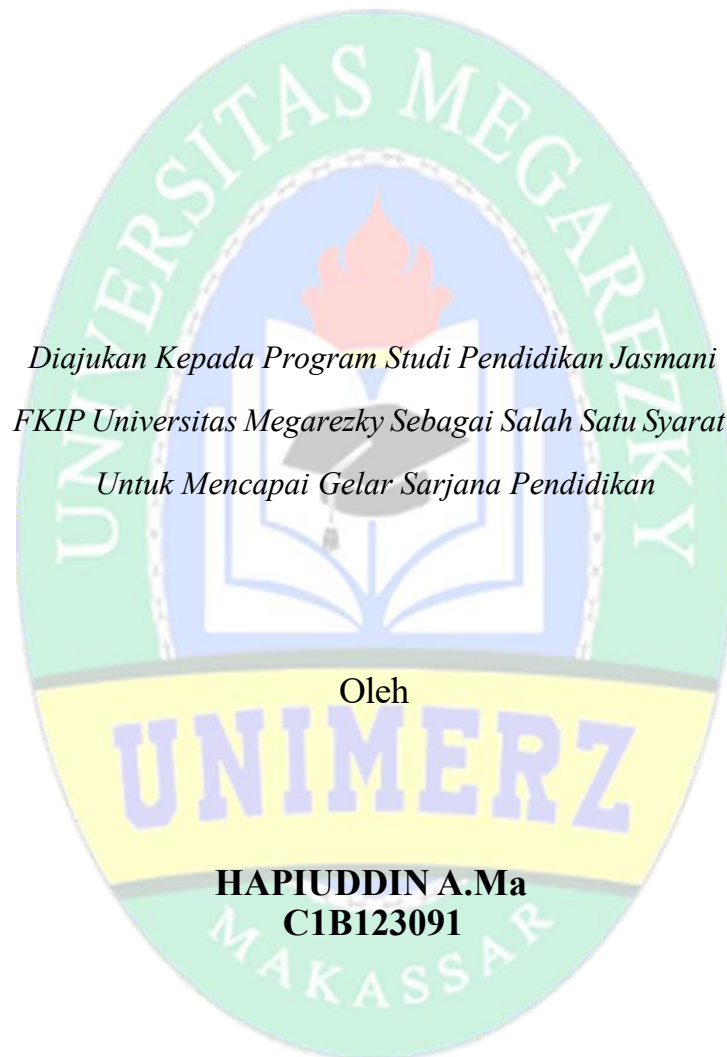 UNIVERSITAS MEGAREZKY
Diajukan Kepada Program Studi Pendidikan Jasmani
FKIP Universitas Megarezky Sebagai Salah Satu Syarat
Untuk Mencapai Gelar Sarjana Pendidikan
Oleh
UNIMERZ
HAPIUDDIN A.Ma
C1B123091
MAKASSAR